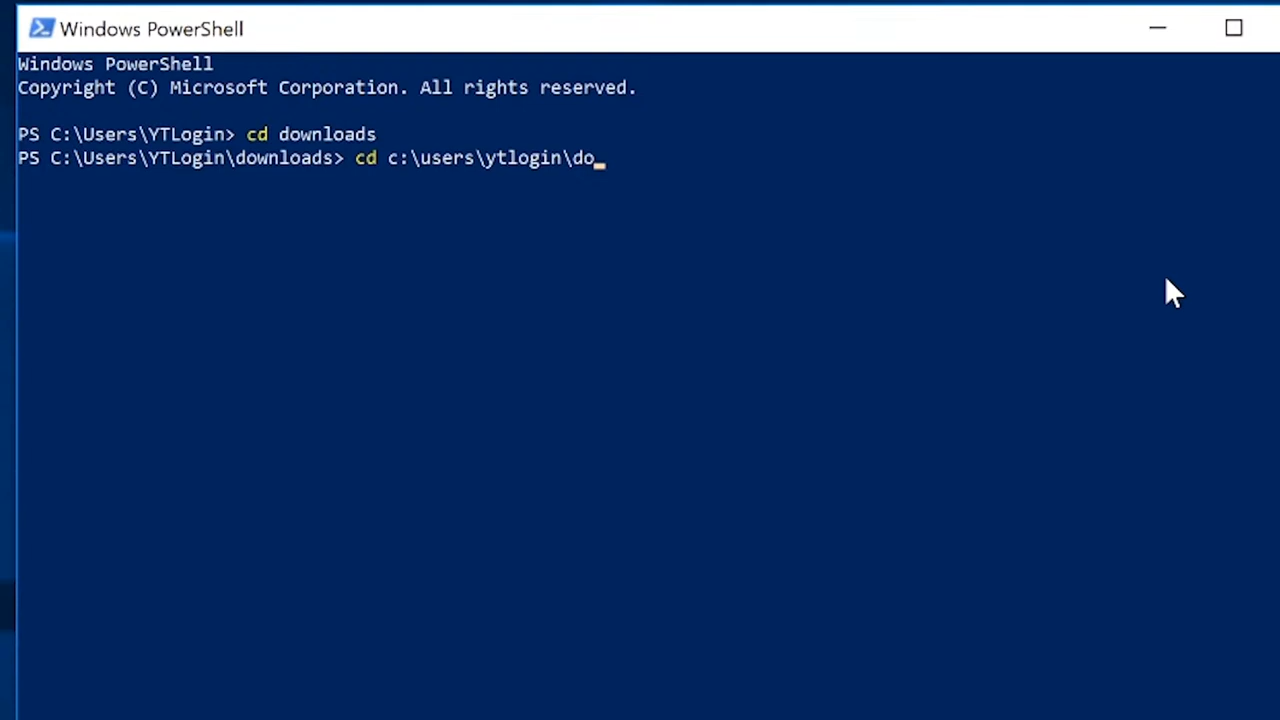 Windows PowerShell
Windows PowerShell
Copyright (C) Microsoft Corporation. All rights reserved.
PS C:\Users\YTLogin> cd downloads
PS C:\Users\YTLogin\downloads> cd c:\users\ytlogin\do